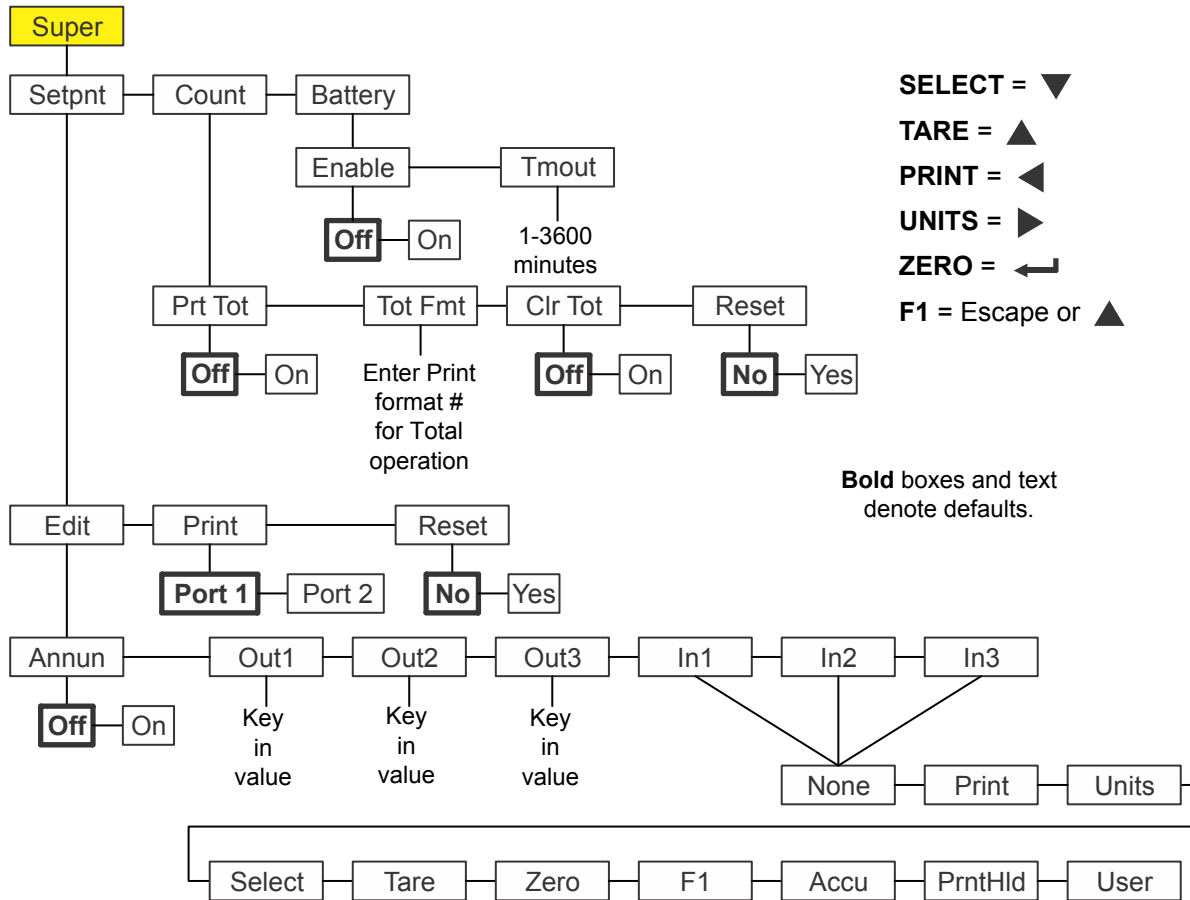 Super
Setpnt Count Battery
SELECT = ▼
TARE = ▲
PRINT = ◀
UNITS = ▶
ZERO = ↵
F1 = Escape or ▲
Enable Tmout
Off On
1-3600
minutes
Prt Tot Tot Fmt Clr Tot Reset
Off On
Enter Print
format #
for Total
operation
Off On
No Yes
Bold boxes and text
denote defaults.
Edit Print Reset
Port 1 Port 2
No Yes
Annun Out1 Out2 Out3 In1 In2 In3
Off On
Key
in
value
Key
in
value
Key
in
value
None Print Units
Select Tare Zero F1 Accu PrntHld User